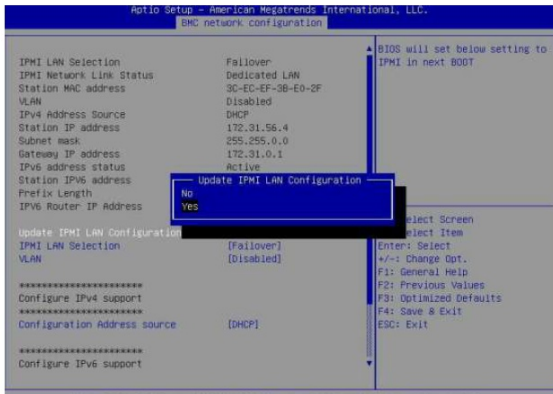 Aptio Setup - American Megatrends International, LLC.
BMC network configuration
IPMI LAN Selection Failover
IPMI Network Link Status Dedicated LAN
Station MAC address 3C-EC-EF-3B-E0-2F
VLAN Disabled
IPv4 Address Source DHCP
Station IP address 172.31.56.4
Subnet mask 255.255.0.0
Gateway IP address 172.31.0.1
IPv6 address status Active
Station IPV6 address
Prefix Length
IPV6 Router IP Address
Update IPMI LAN Configuration
IPMI LAN Selection [Failover]
VLAN [Disabled]
***********************
Configure IPv4 support
***********************
Configuration Address source [DHCP]
***********************
Configure IPv6 support
Update IPMI LAN Configuration
No
Yes
BIOS will set below setting to
IPMI in next BOOT
elect Screen
elect Item
Enter: Select
+/-: Change Opt.
F1: General Help
F2: Previous Values
F3: Optimized Defaults
F4: Save & Exit
ESC: Exit